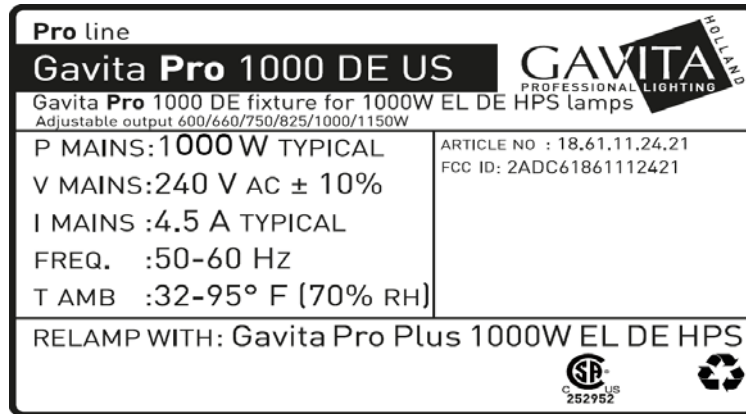 Pro line
Gavita Pro 1000 DE US
GAVITA
PROFESSIONAL LIGHTING
HOLLAND
Gavita Pro 1000 DE fixture for 1000W EL DE HPS lamps
Adjustable output 600/660/750/825/1000/1150W
P MAINS:1000 W TYPICAL
V MAINS:240 V AC ± 10%
I MAINS :4.5 A TYPICAL
FREQ. :50-60 Hz
T AMB :32-95° F (70% RH)
ARTICLE NO : 18.61.11.24.21
FCC ID: 2ADC61861112421
RELAMP WITH: Gavita Pro Plus 1000W EL DE HPS
SA
C US
252952